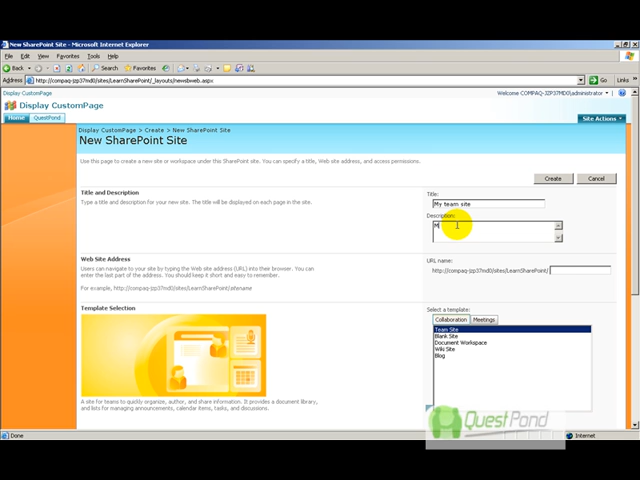 New SharePoint Site - Microsoft Internet Explorer
File Edit View Favorites Tools Help
Back Search Favorites
Address http://compaq-jzp37md0/sites/LearnSharePoint/_layouts/newsbweb.aspx Go Links
Display CustomPage Welcome COMPAQ-JZP37MD0\administrator
Display CustomPage
Home QuestPond Site Actions
Display CustomPage > Create > New SharePoint Site
New SharePoint Site
Use this page to create a new site or workspace under this SharePoint site. You can specify a title, Web site address, and access permissions.
Create Cancel
Title and Description
Type a title and description for your new site. The title will be displayed on each page in the site.
Title:
My team site
Description:
M
Web Site Address
Users can navigate to your site by typing the Web site address (URL) into their browser. You can
enter the last part of the address. You should keep it short and easy to remember.
For example, http://compaq-jzp37md0/sites/LearnSharePoint/sitename
URL name:
http://compaq-jzp37md0/sites/LearnSharePoint/
Template Selection
Select a template:
Collaboration Meetings
Team Site
Blank Site
Document Workspace
Wiki Site
Blog
A site for teams to quickly organize, author, and share information. It provides a document library,
and lists for managing announcements, calendar items, tasks, and discussions.
QuestPond
Done Internet